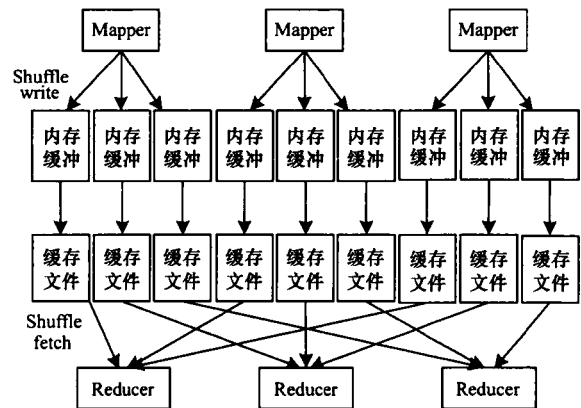 Mapper
Mapper
Mapper
Shuffle
write
内存 内存 内存 内存 内存 内存 内存 内存 内存
缓冲 缓冲 缓冲 缓冲 缓冲 缓冲 缓冲 缓冲 缓冲
缓存 缓存 缓存 缓存 缓存 缓存 缓存 缓存 缓存
文件 文件 文件 文件 文件 文件 文件 文件 文件
Shuffle
fetch
Reducer
Reducer
Reducer